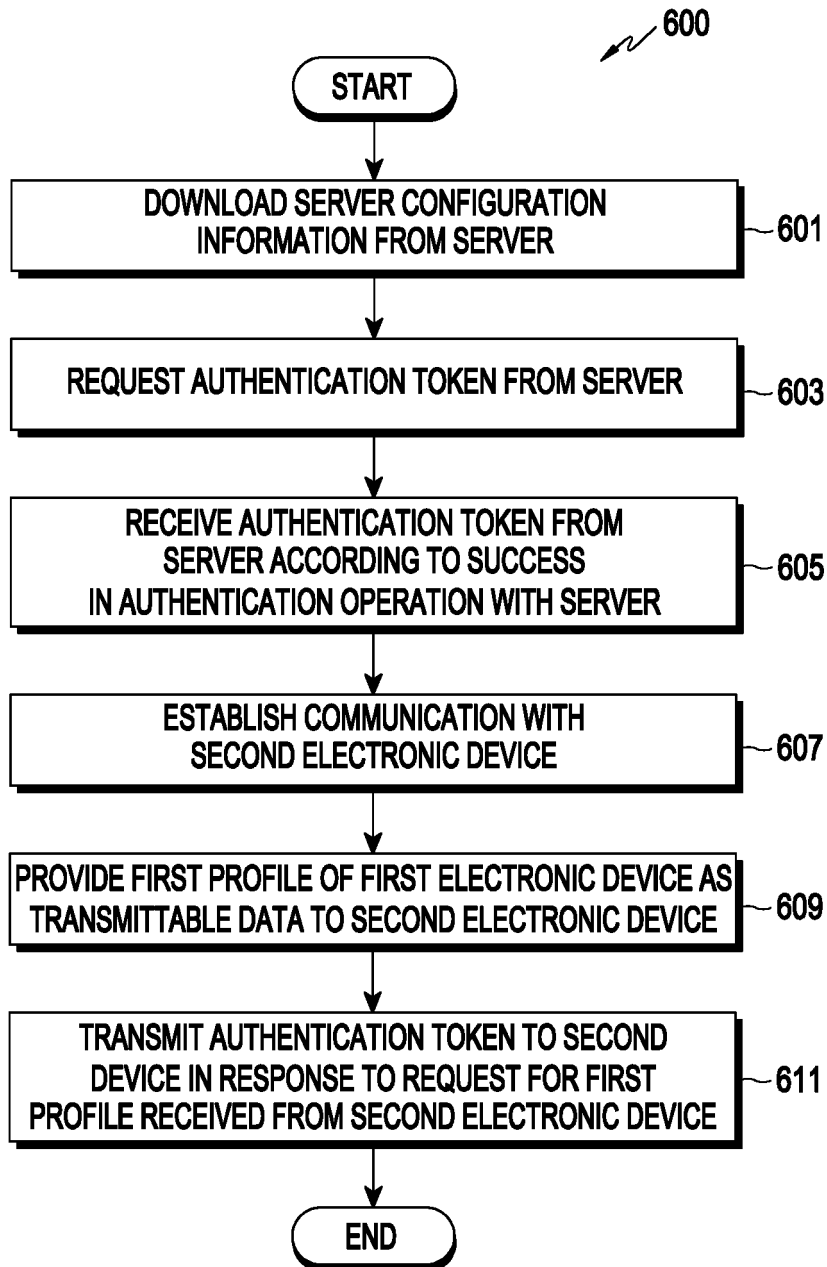 600
START
DOWNLOAD SERVER CONFIGURATION
INFORMATION FROM SERVER
601
REQUEST AUTHENTICATION TOKEN FROM SERVER
603
RECEIVE AUTHENTICATION TOKEN FROM
SERVER ACCORDING TO SUCCESS
IN AUTHENTICATION OPERATION WITH SERVER
605
ESTABLISH COMMUNICATION WITH
SECOND ELECTRONIC DEVICE
607
PROVIDE FIRST PROFILE OF FIRST ELECTRONIC DEVICE AS
TRANSMITTABLE DATA TO SECOND ELECTRONIC DEVICE
609
TRANSMIT AUTHENTICATION TOKEN TO SECOND
DEVICE IN RESPONSE TO REQUEST FOR FIRST
PROFILE RECEIVED FROM SECOND ELECTRONIC DEVICE
611
END